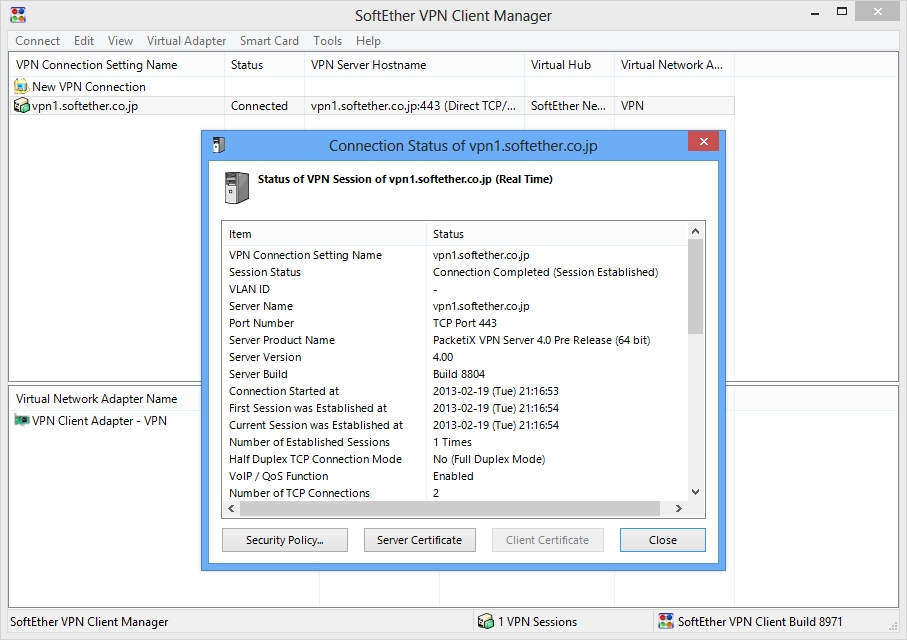 SoftEther VPN Client Manager
Connect Edit View Virtual Adapter Smart Card Tools Help
VPN Connection Setting Name Status VPN Server Hostname Virtual Hub Virtual Network A...
New VPN Connection
vpn1.softether.co.jp Connected vpn1.softether.co.jp:443 (Direct TCP/... SoftEther Ne... VPN
Connection Status of vpn1.softether.co.jp
Status of VPN Session of vpn1.softether.co.jp (Real Time)
Item Status
VPN Connection Setting Name vpn1.softether.co.jp
Session Status Connection Completed (Session Established)
VLAN ID -
Server Name vpn1.softether.co.jp
Port Number TCP Port 443
Server Product Name PacketiX VPN Server 4.0 Pre Release (64 bit)
Server Version 4.00
Server Build Build 8804
Connection Started at 2013-02-19 (Tue) 21:16:53
First Session was Established at 2013-02-19 (Tue) 21:16:54
Current Session was Established at 2013-02-19 (Tue) 21:16:54
Number of Established Sessions 1 Times
Half Duplex TCP Connection Mode No (Full Duplex Mode)
VoIP / QoS Function Enabled
Number of TCP Connections 2
Security Policy... Server Certificate Client Certificate Close
Virtual Network Adapter Name
VPN Client Adapter - VPN
SoftEther VPN Client Manager 1 VPN Sessions SoftEther VPN Client Build 8971